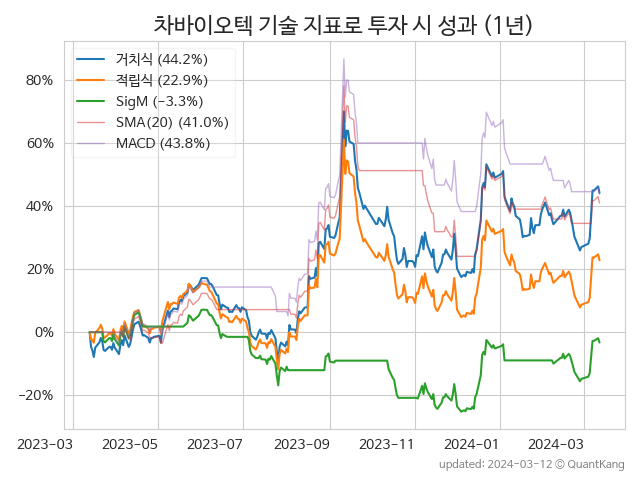 차바이오텍 기술 지표로 투자 시 성과 (1년)
거치식 (44.2%)
적립식 (22.9%)
SigM (−3.3%)
SMA(20) (41.0%)
MACD (43.8%)
80%
60%
40%
20%
0%
−20%
2023-03 2023-05 2023-07 2023-09 2023-11 2024-01 2024-03
updated: 2024-03-12 © QuantKang